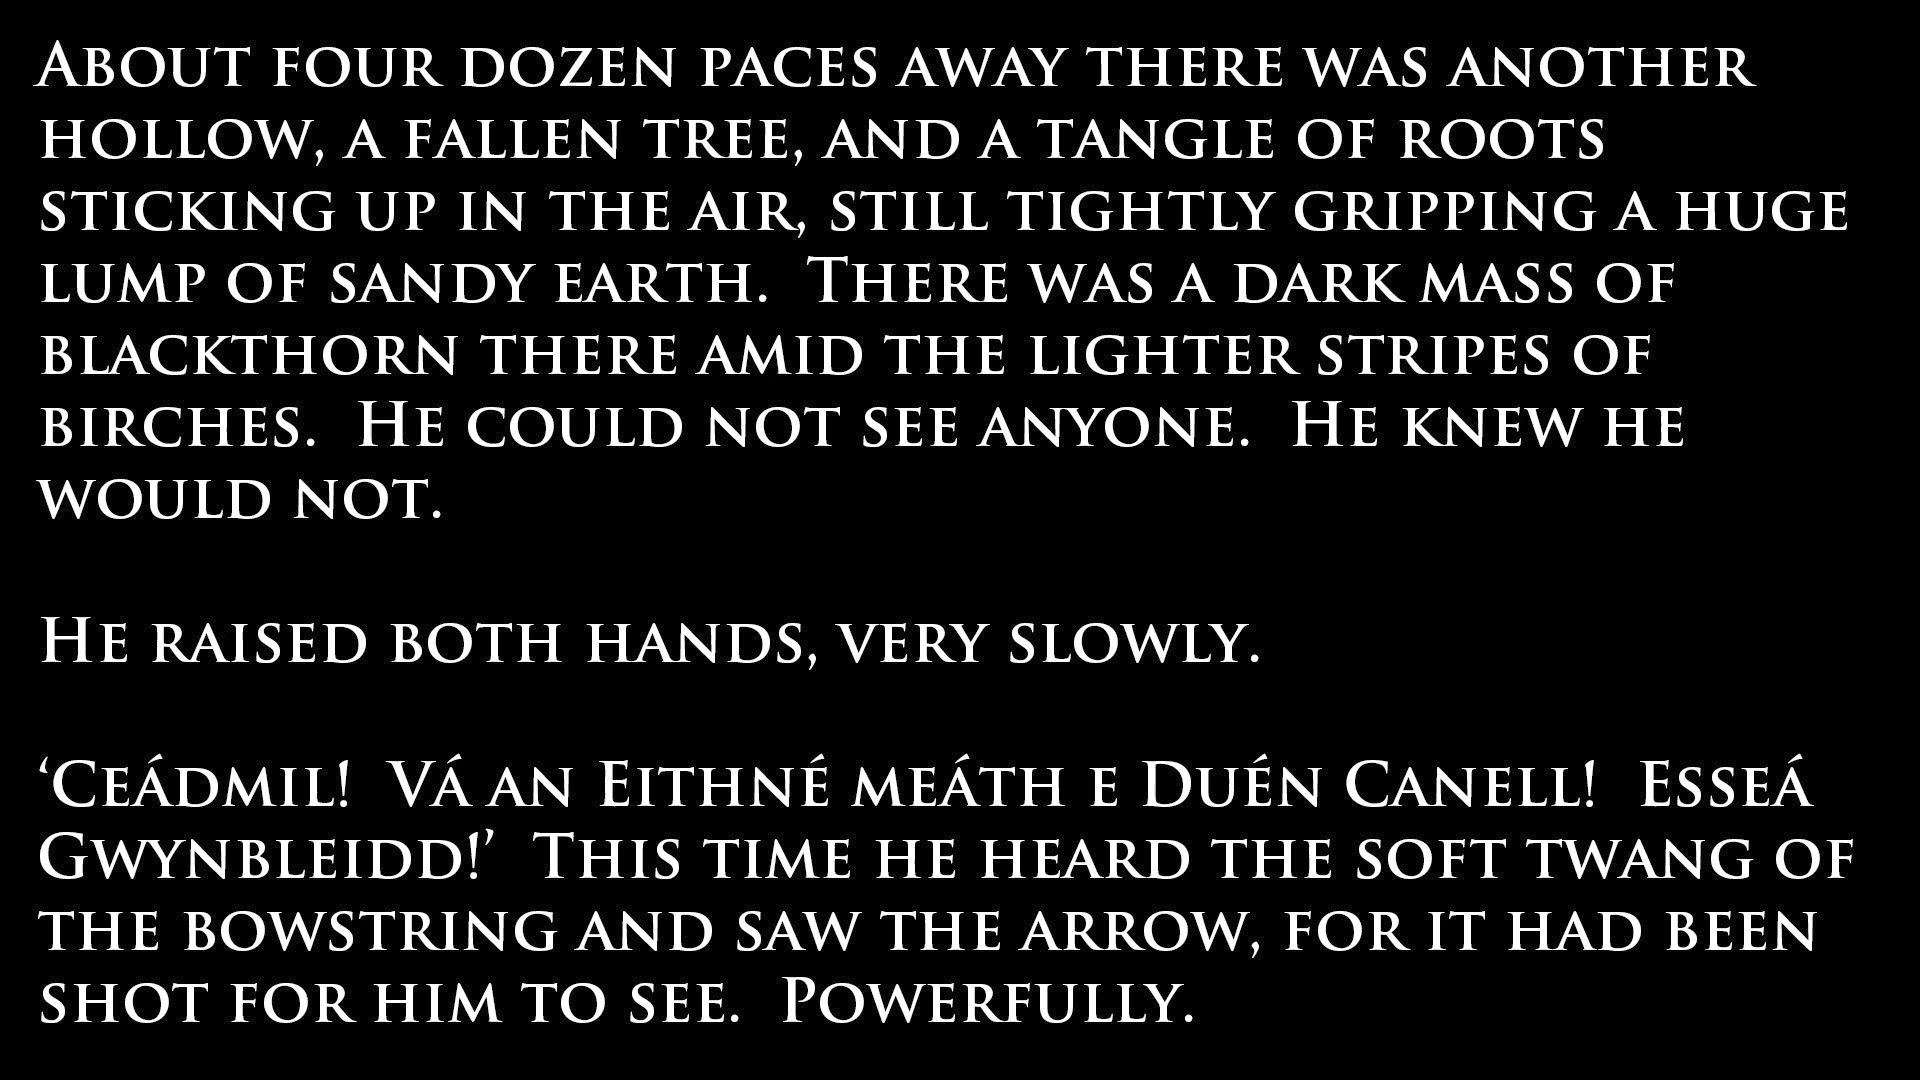 About four dozen paces away there was another
hollow, a fallen tree, and a tangle of roots
sticking up in the air, still tightly gripping a huge
lump of sandy earth.  There was a dark mass of
blackthorn there amid the lighter stripes of
birches.  He could not see anyone.  He knew he
would not.

He raised both hands, very slowly.

‘Ceádmil!  Vá an Eithné meáth e Duén Canell!  Esseá
Gwynbleidd!’  This time he heard the soft twang of
the bowstring and saw the arrow, for it had been
shot for him to see.  Powerfully.